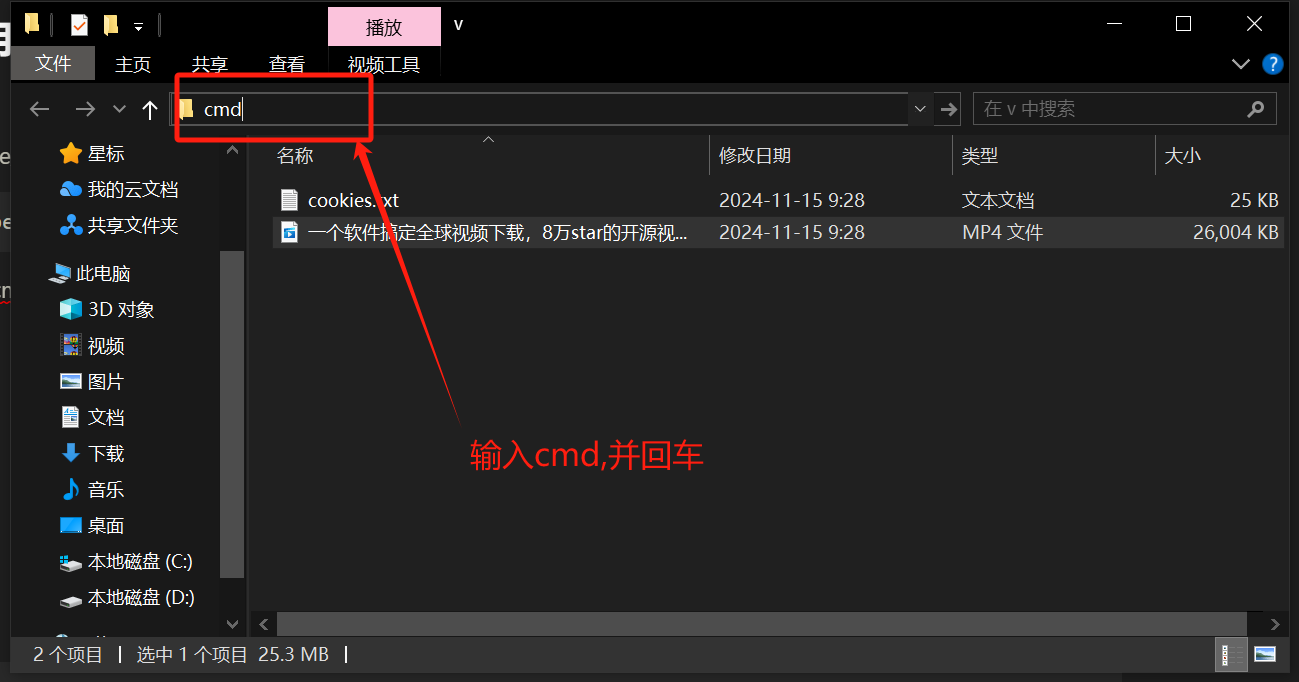 播放
v
文件
主页
共享
查看
视频工具
cmd
在 v 中搜索
名称
修改日期
类型
大小
星标
我的云文档
共享文件夹
此电脑
3D 对象
视频
图片
文档
下载
音乐
桌面
本地磁盘 (C:)
本地磁盘 (D:)
cookies.txt
2024-11-15 9:28
文本文档
25 KB
一个软件搞定全球视频下载，8万star的开源视...
2024-11-15 9:28
MP4 文件
26,004 KB
输入cmd,并回车
2 个项目
选中 1 个项目 25.3 MB